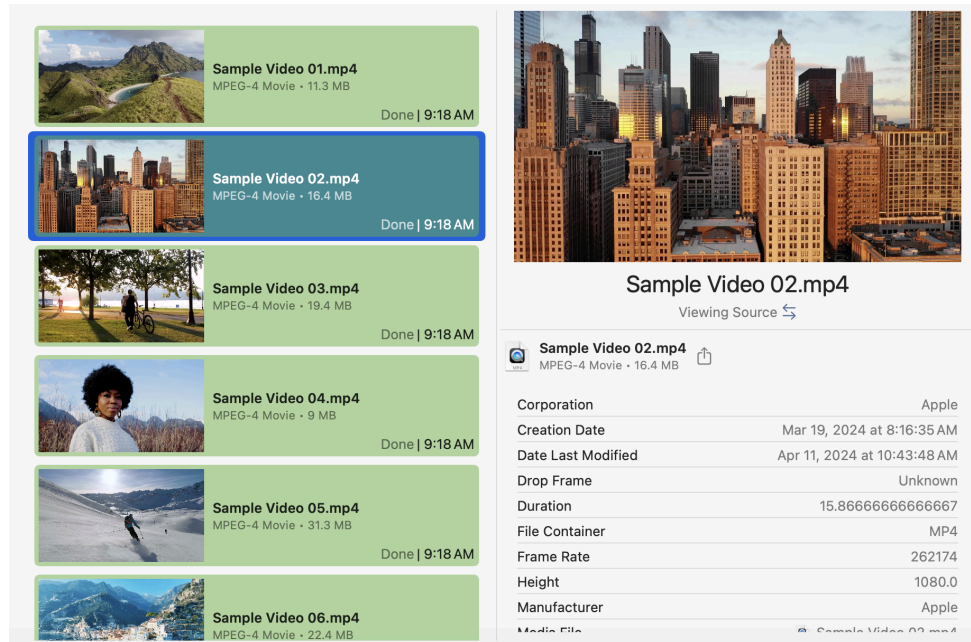 Sample Video 01.mp4
MPEG-4 Movie • 11.3 MB
Done | 9:18 AM
Sample Video 02.mp4
MPEG-4 Movie • 16.4 MB
Done | 9:18 AM
Sample Video 03.mp4
MPEG-4 Movie • 19.4 MB
Done | 9:18 AM
Sample Video 04.mp4
MPEG-4 Movie • 9 MB
Done | 9:18 AM
Sample Video 05.mp4
MPEG-4 Movie • 31.3 MB
Done | 9:18 AM
Sample Video 06.mp4
MPEG-4 Movie • 22.4 MB
Sample Video 02.mp4
Viewing Source
Sample Video 02.mp4
MPEG-4 Movie • 16.4 MB
Corporation Apple
Creation Date Mar 19, 2024 at 8:16:35 AM
Date Last Modified Apr 11, 2024 at 10:43:48 AM
Drop Frame Unknown
Duration 15.86666666666667
File Container MP4
Frame Rate 262174
Height 1080.0
Manufacturer Apple
Media File Sample Video 02.mp4